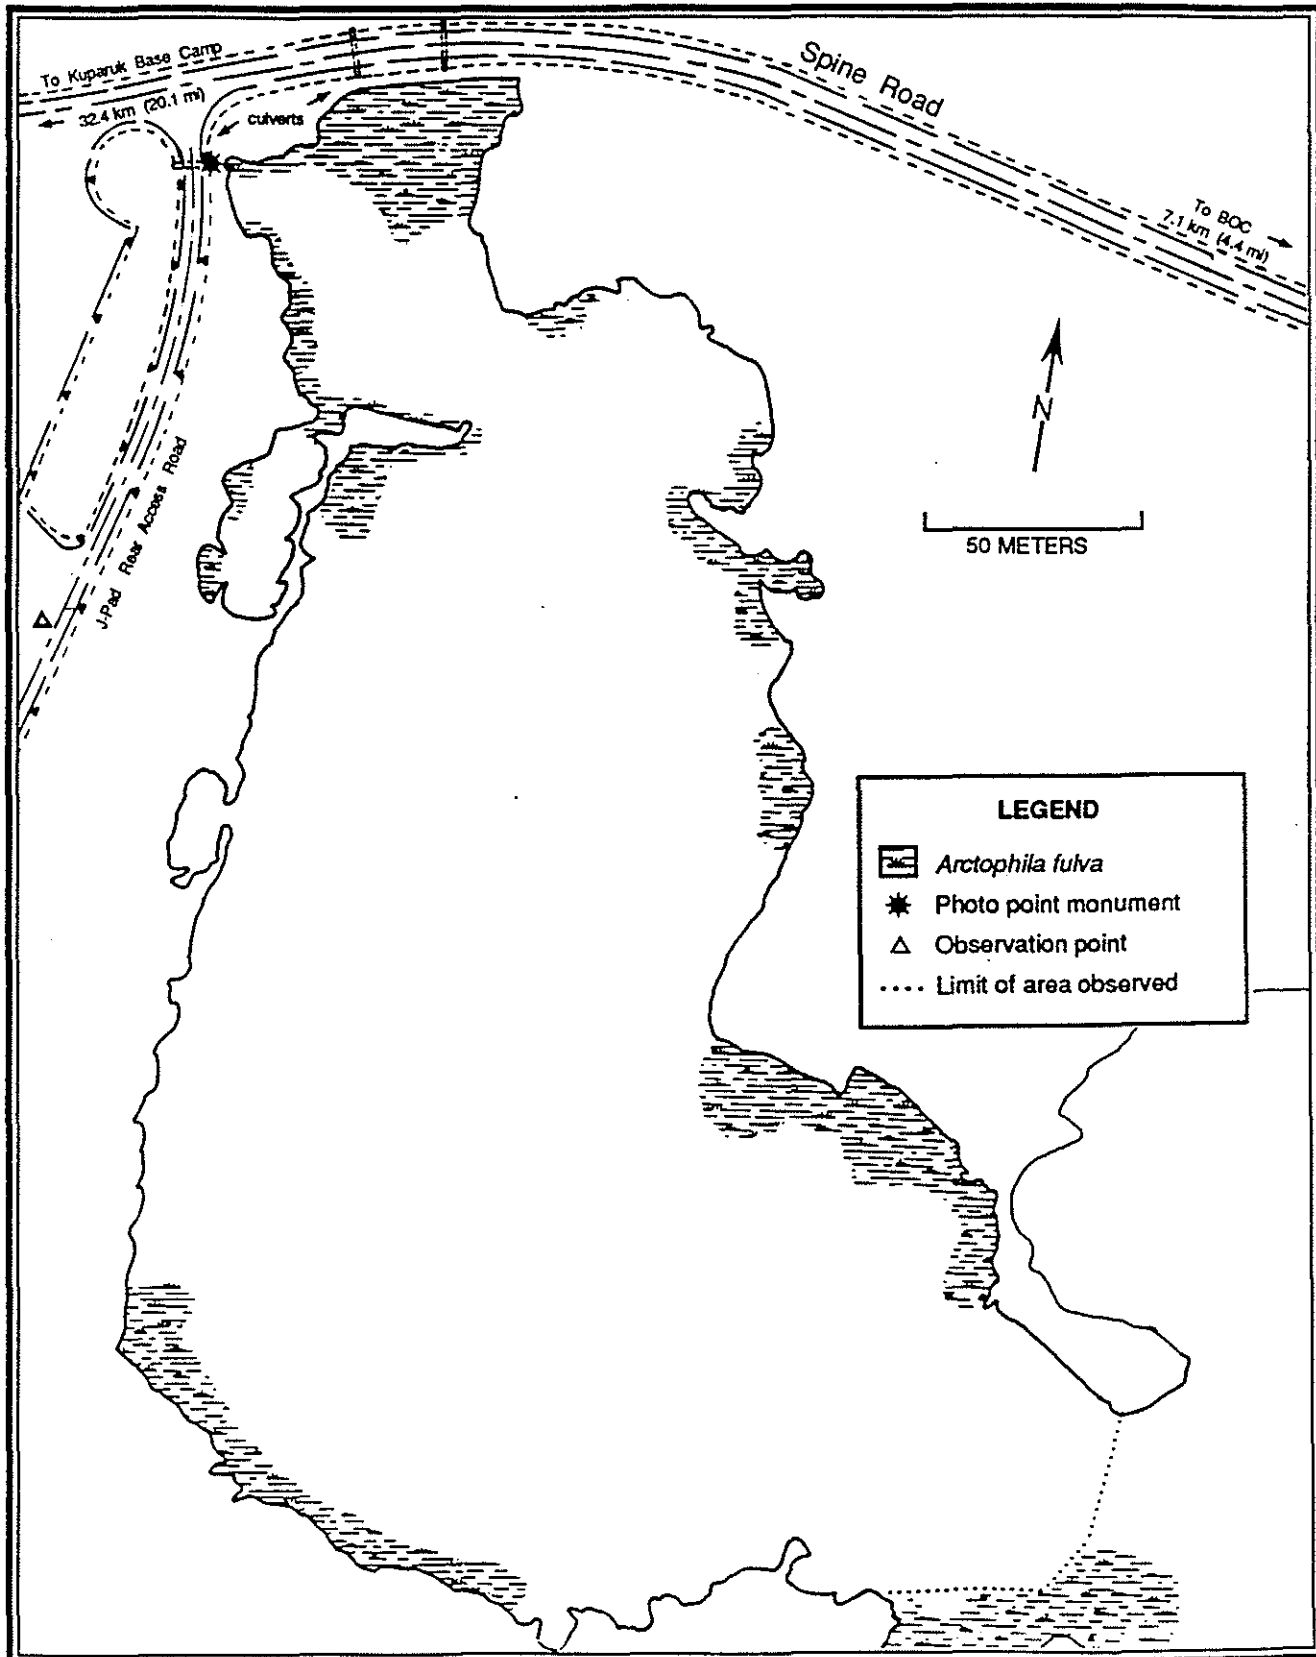 To Kuparuk Base Camp
32.4 km (20.1 mi)
culverts
Spine Road
To BOC
7.1 km (4.4 mi)
N
50 METERS
J-Pad Rear Access Road
LEGEND
Arctophila fulva
Photo point monument
Observation point
Limit of area observed